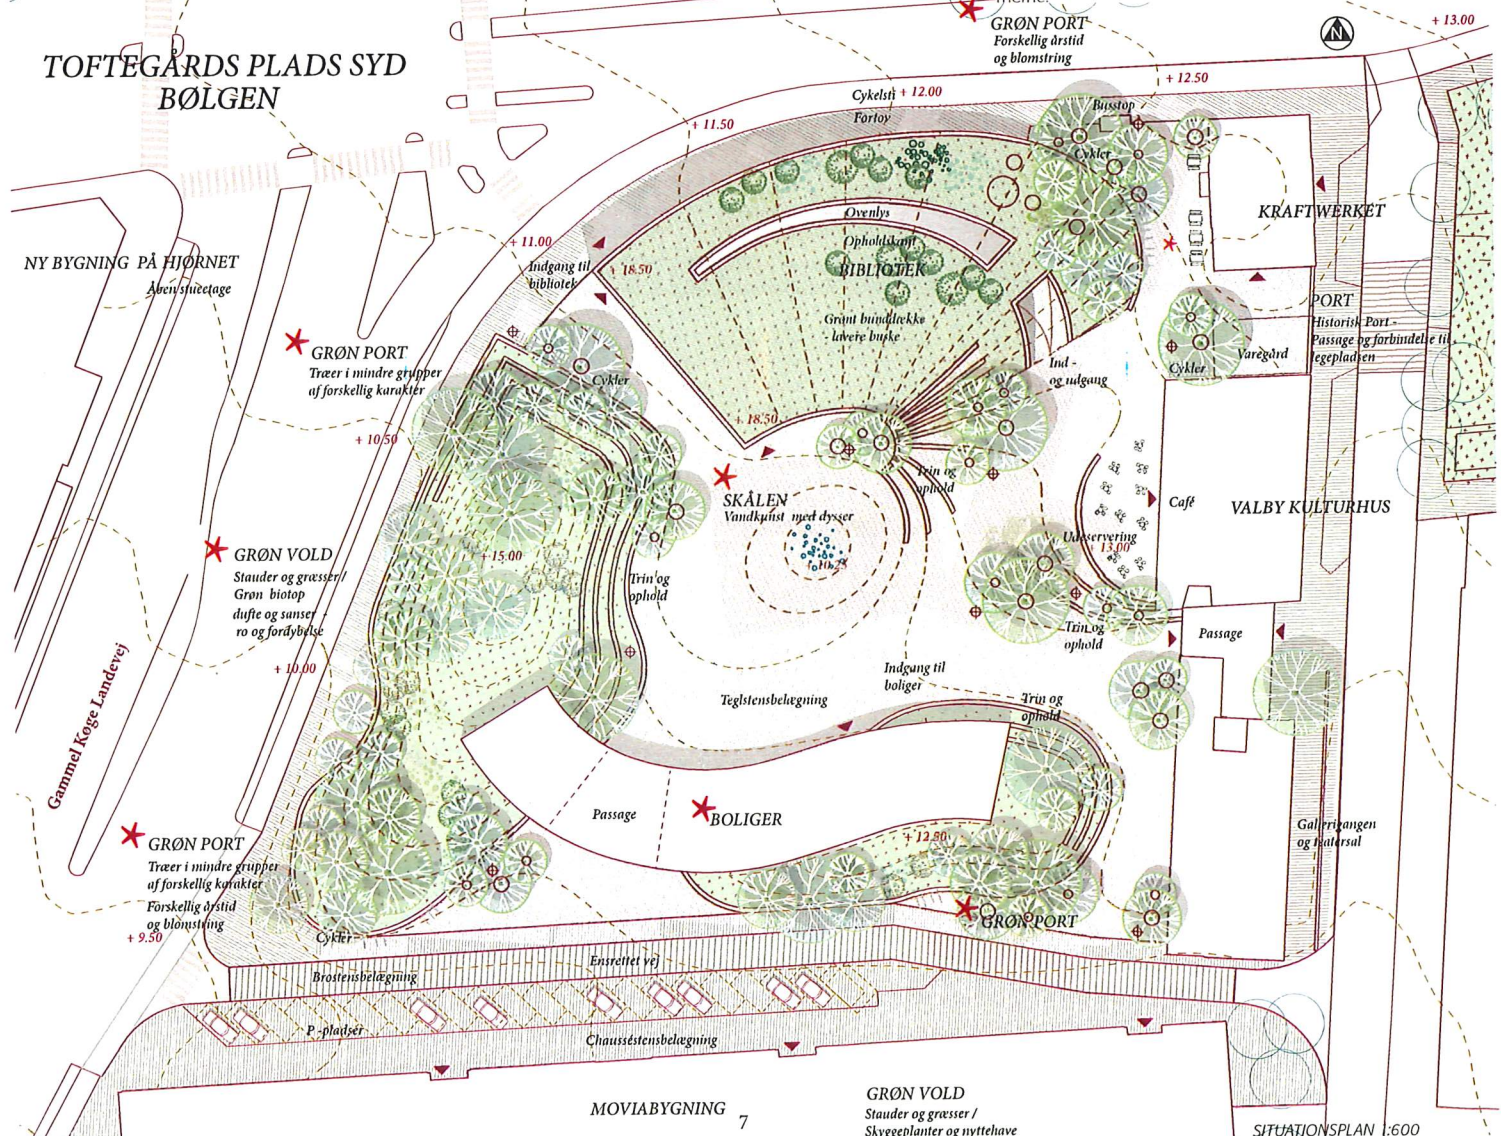 TOFTEGÅRDS PLADS SYD
BØLGEN
GRØN PORT
Forskellig årstid
og blomstring
N
+ 13.00
+ 12.50
Cykelsti + 12.00
Fortov
+ 11.50
Busstop
Cykler
KRAFTWERKET
NY BYGNING PÅ HJØRNET
Åben stueetage
+ 11.00
Indgang til
bibliotek
+ 18.50
Ovenlys
Opholdskant
BIBLIOTEK
Grønt bunddække
- lavere buske
PORT
Historisk Port -
Passage og forbindelse til
legepladsen
Varegård
Cykler
Ind -
og udgang
GRØN PORT
Træer i mindre grupper
af forskellig karakter
Cykler
+ 10.50
+ 18.50
SKÅLEN
Vandkunst med dysser
+ 10.25
Trin og
ophold
Café
VALBY KULTURHUS
Udeservering
+ 13.00
+ 15.00
GRØN VOLD
Stauder og græsser /
Grøn biotop
dufte og sanser -
ro og fordybelse
Trin og
ophold
Trin og
ophold
Passage
+ 10.00
Gammel Køge Landevej
Indgang til
boliger
Teglstensbelægning
Trin og
ophold
Passage
BOLIGER
+ 12.50
Gallerigangen
og teatersal
GRØN PORT
Træer i mindre grupper
af forskellig karakter
Forskellig årstid
og blomstring
+ 9.50
Cykler
GRØN PORT
Ensrettet vej
Brostensbelægning
P -pladser
Chausséstensbelægning
MOVIABYGNING
7
GRØN VOLD
Stauder og græsser /
Skyggeplanter og nyttehave
SITUATIONSPLAN 1:600